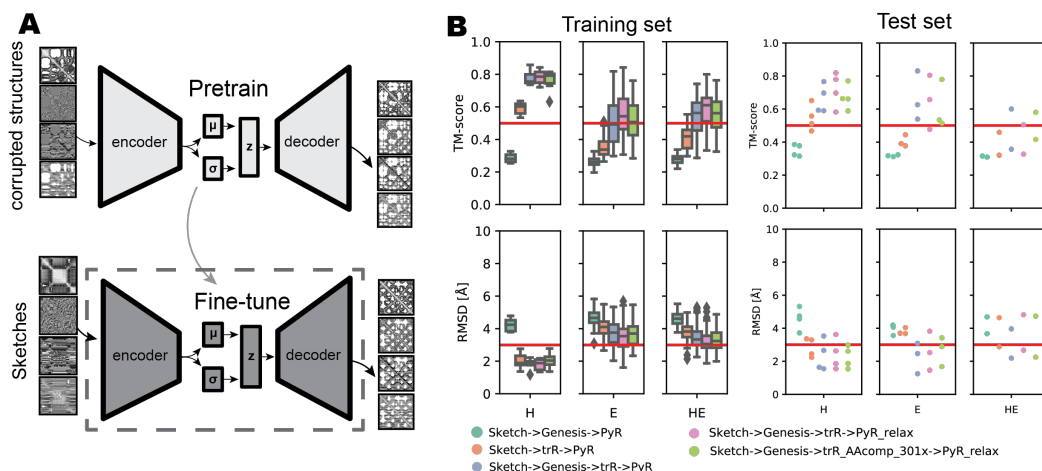 A
corrupted structures
Pretrain
encoder
μ
σ
z
decoder
Sketches
Fine-tune
encoder
μ
σ
z
decoder
B
Training set
Test set
TM-score
1.0
0.8
0.6
0.4
0.2
0.0
TM-score
1.0
0.8
0.6
0.4
0.2
0.0
RMSD [Å]
10
8
6
4
2
0
H
E
HE
RMSD [Å]
10
8
6
4
2
0
H
E
HE
Sketch->Genesis->PyR
Sketch->trR->PyR
Sketch->Genesis->trR->PyR
Sketch->Genesis->trR->PyR_relax
Sketch->Genesis->trR_AAcomp_301x->PyR_relax